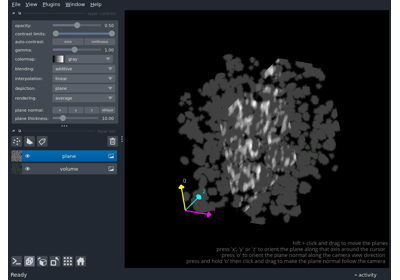 File View Plugins Window Help
opacity: 0.50
contrast limits:
auto-contrast: once continuous
gamma: 1.00
colormap: gray
blending: additive
interpolation: linear
depiction: plane
rendering: average
plane normal: x y z oblique
plane thickness: 10.00
plane
volume
shift + click and drag to move the planes
press 'x', 'y' or 'z' to orient the plane along that axis around the cursor
press 'o' to orient the plane normal along the camera view direction
press and hold 'o' then click and drag to make the plane normal follow the camera
Ready
activity